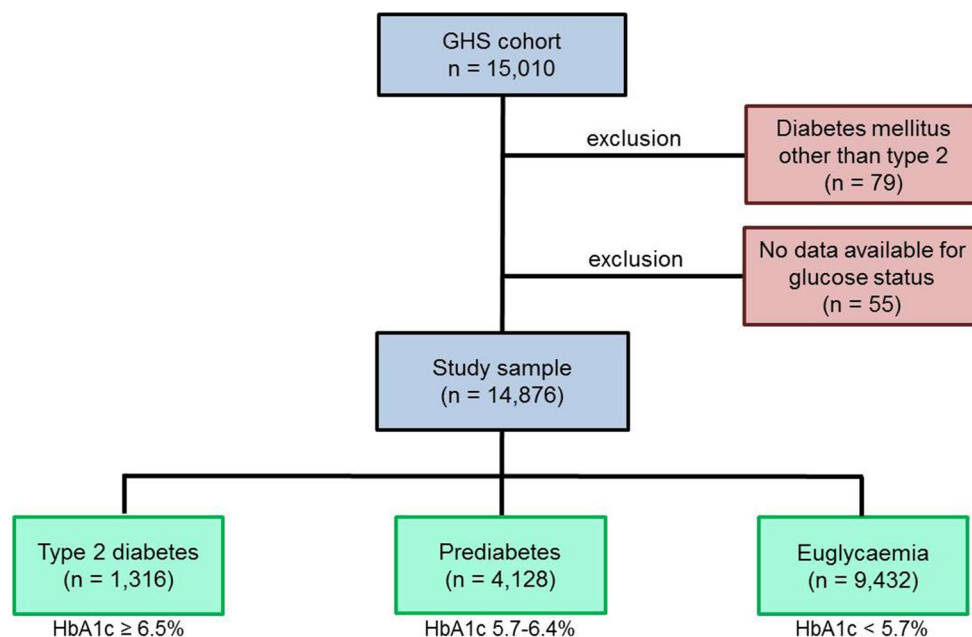 GHS cohort
n = 15,010
exclusion
Diabetes mellitus
other than type 2
(n = 79)
exclusion
No data available for
glucose status
(n = 55)
Study sample
(n = 14,876)
Type 2 diabetes
(n = 1,316)
HbA1c ≥ 6.5%
Prediabetes
(n = 4,128)
HbA1c 5.7-6.4%
Euglycaemia
(n = 9,432)
HbA1c < 5.7%